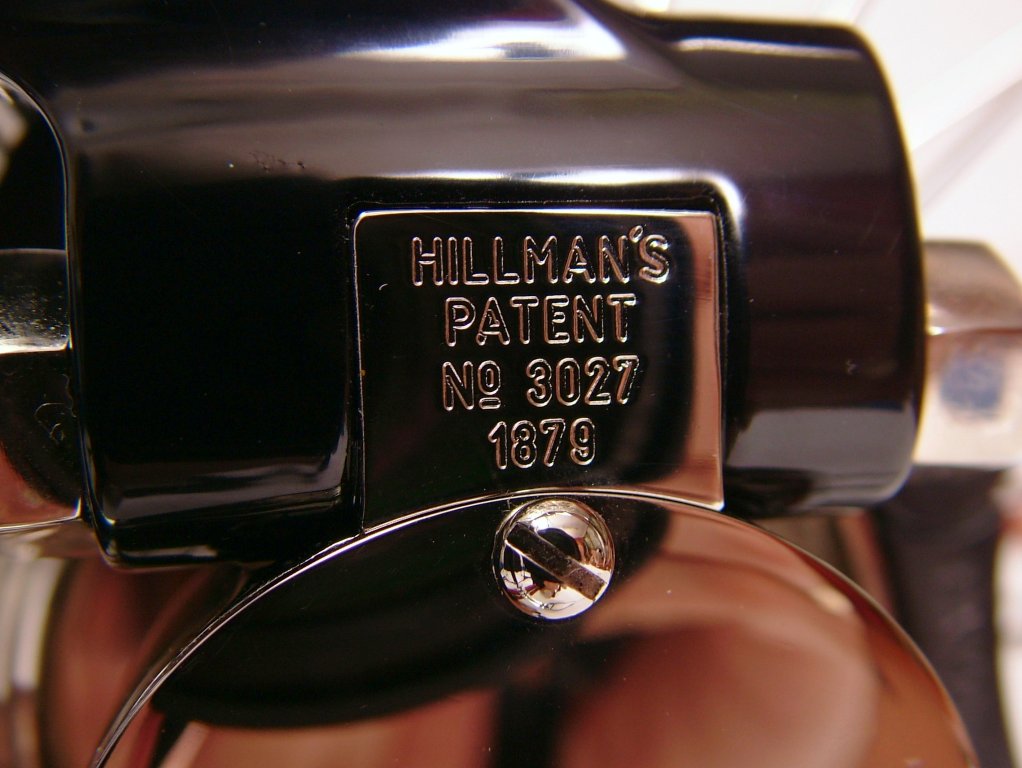 HILLMAN'S
PATENT
Nº 3027
1879